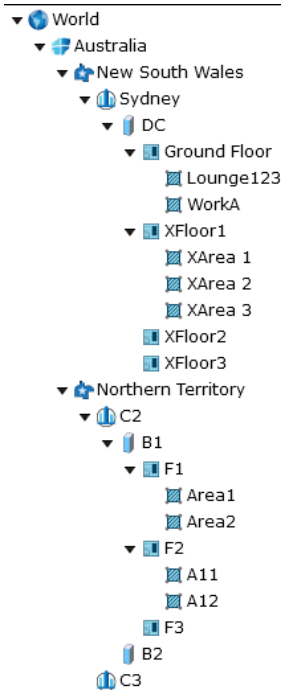 World
Australia
New South Wales
Sydney
DC
Ground Floor
Lounge123
WorkA
XFloor1
XArea 1
XArea 2
XArea 3
XFloor2
XFloor3
Northern Territory
C2
B1
F1
Area1
Area2
F2
A11
A12
F3
B2
C3